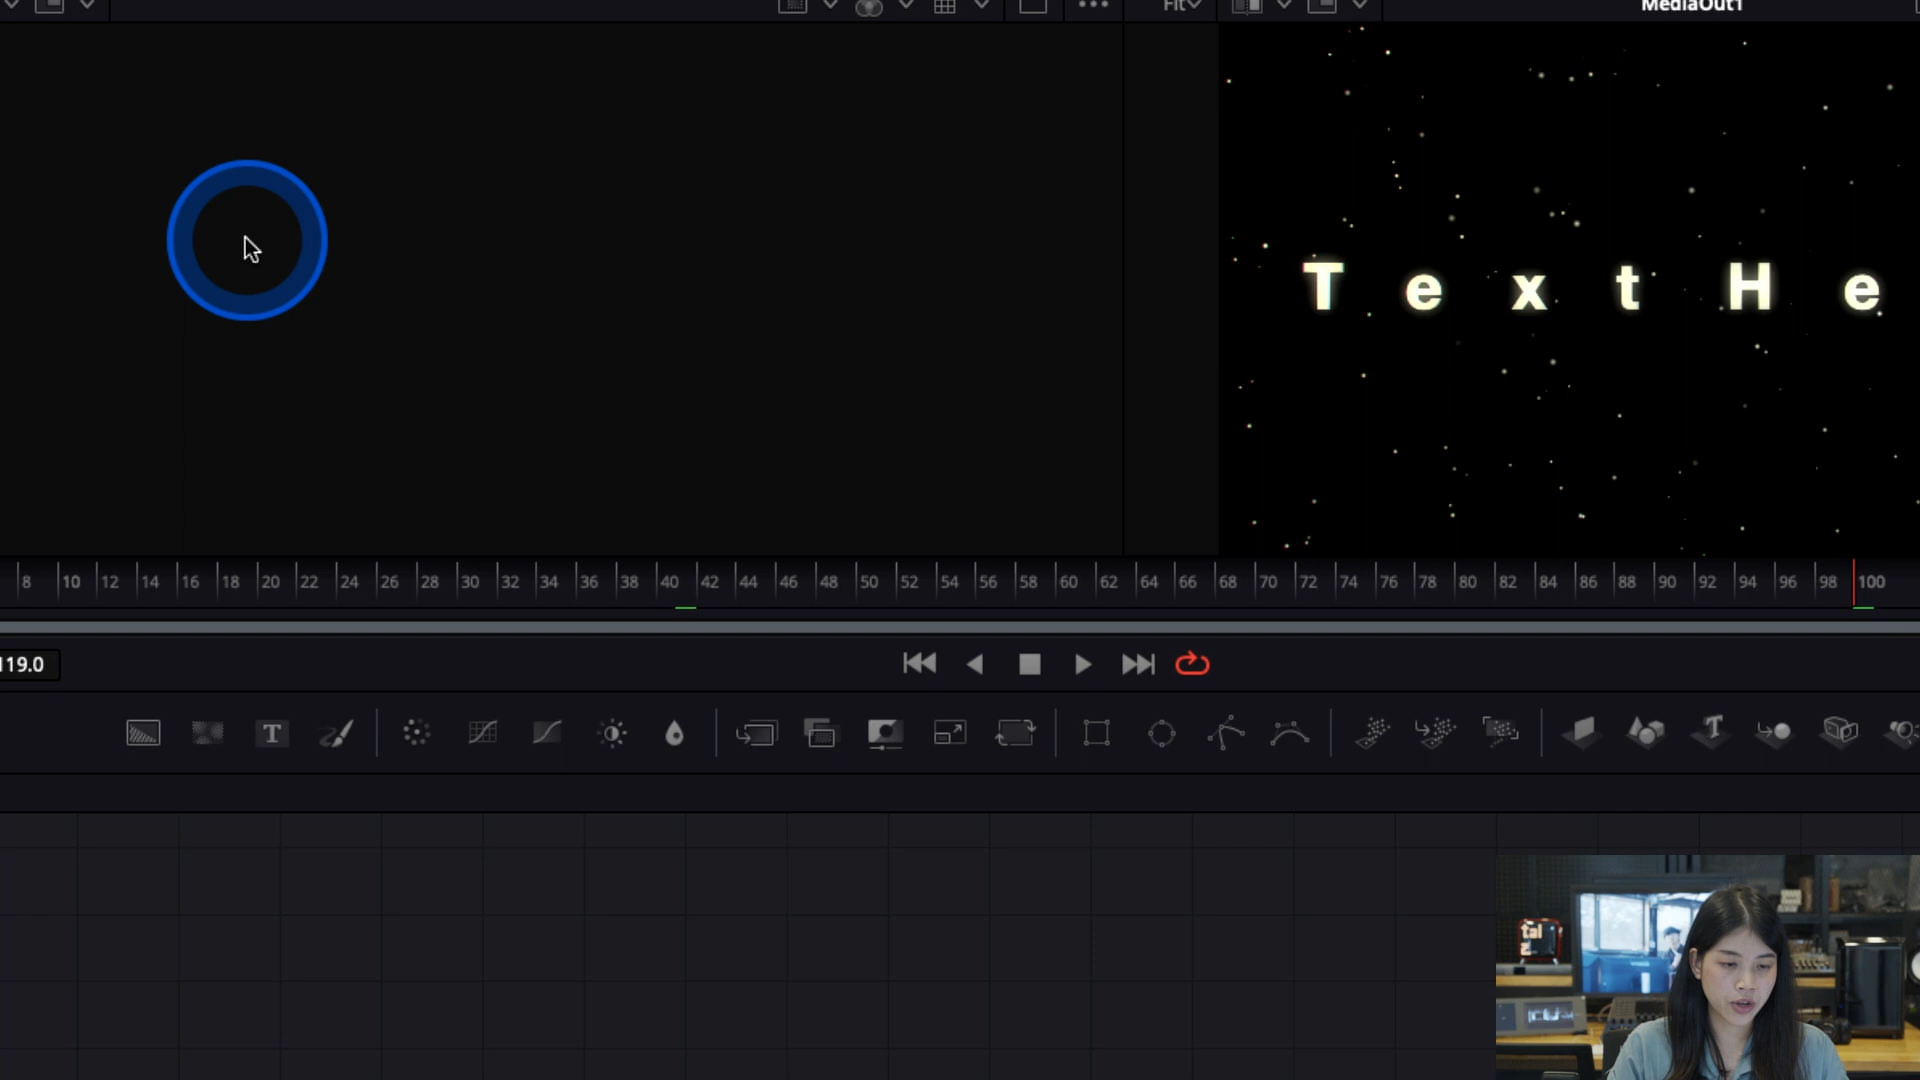 Fit
MediaOut1
T e x t H e
8 10 12 14 16 18 20 22 24 26 28 30 32 34 36 38 40 42 44 46 48 50 52 54 56 58 60 62 64 66 68 70 72 74 76 78 80 82 84 86 88 90 92 94 96 98 100
119.0
T
T
tal